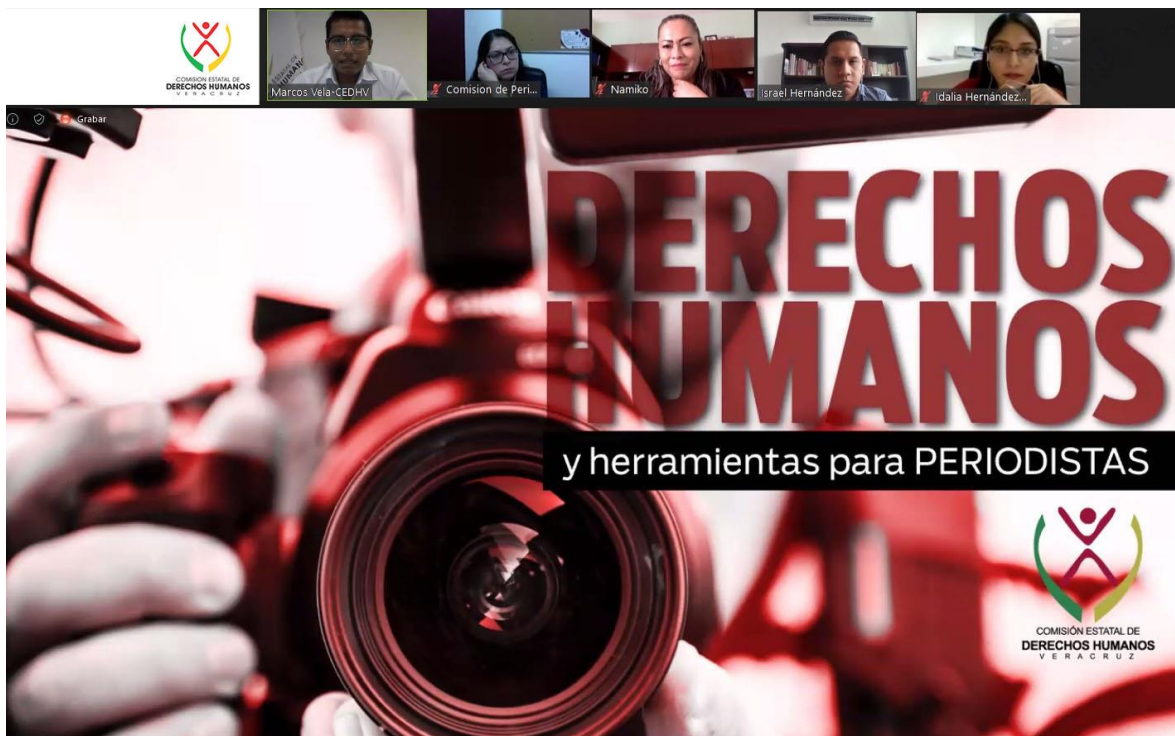 COMISIÓN ESTATAL DE
DERECHOS HUMANOS
VERACRUZ
Marcos Vela-CEDHV
Comision de Peri...
Namiko
Israel Hernández
Idalia Hernández...
Grabar
DERECHOS
HUMANOS
y herramientas para PERIODISTAS
COMISIÓN ESTATAL DE
DERECHOS HUMANOS
VERACRUZ